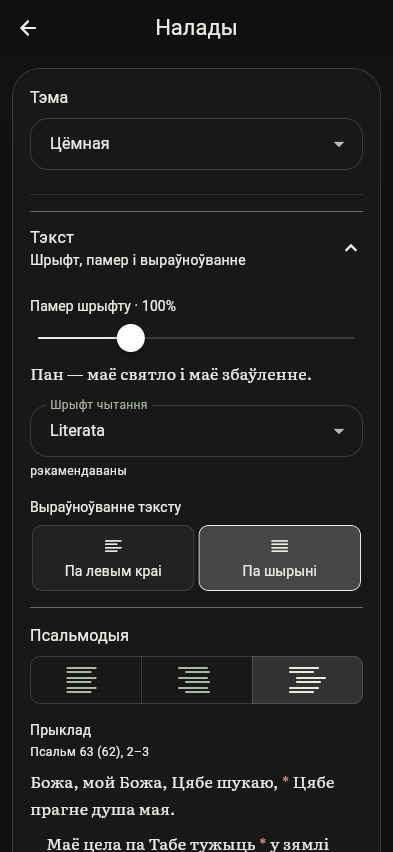 Налады
Тэма
Цёмная
Тэкст
Шрыфт, памер і выраўноўванне
Памер шрыфту · 100%
Пан — маё святло і маё збаўленне.
Шрыфт чытання
Literata
рэкамендаваны
Выраўноўванне тэксту
Па левым краі
Па шырыні
Псальмодыя
Прыклад
Псальм 63 (62), 2–3
Божа, мой Божа, Цябе шукаю, * Цябе
прагне душа мая.
Маё цела па Табе тужыць * у зямлі